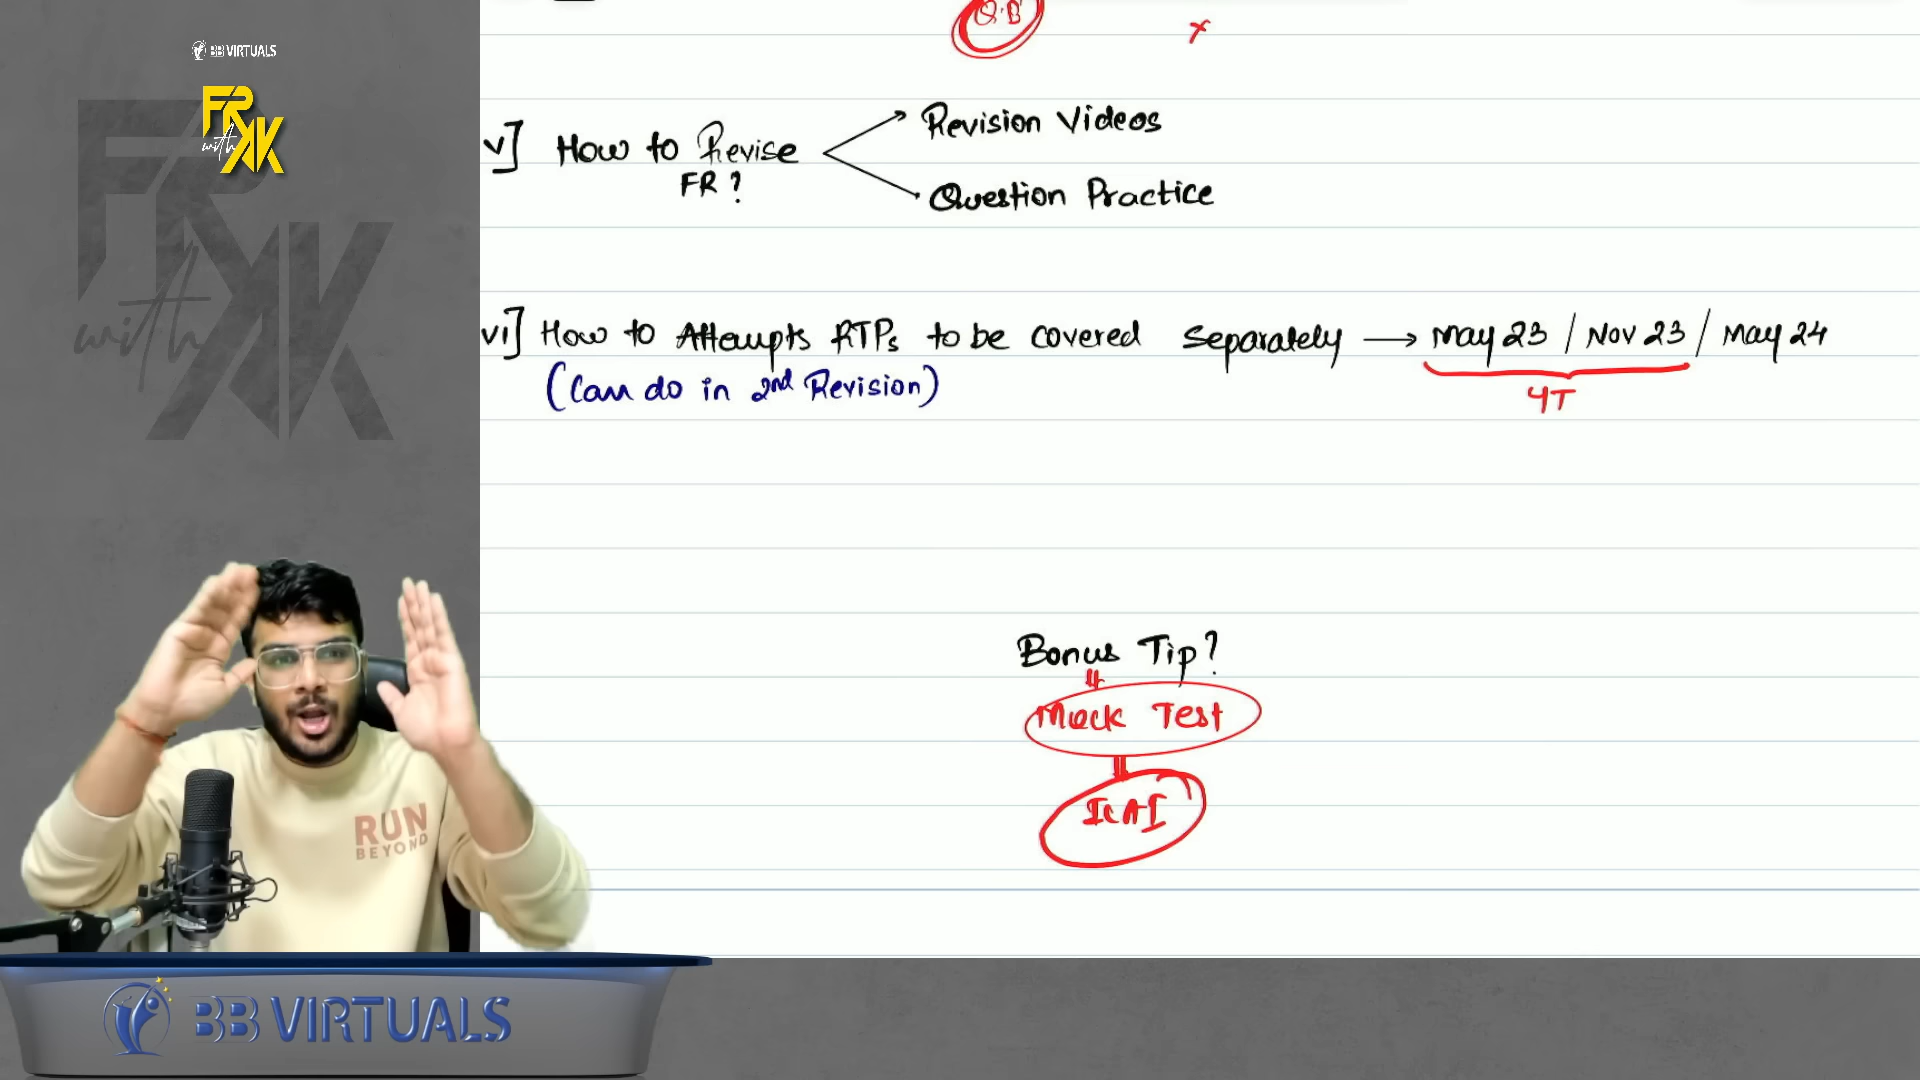 BB VIRTUALS
FR
with
KK
Q.B
x
v] How to Revise
FR?
Revision Videos
Question Practice
vi] How to Attempts RTPs to be covered separately → May 23 / Nov 23 / May 24
(Can do in 2nd Revision)
4T
Bonus Tip?
Mock Test
ICAI
RUN
BEYOND
BB VIRTUALS